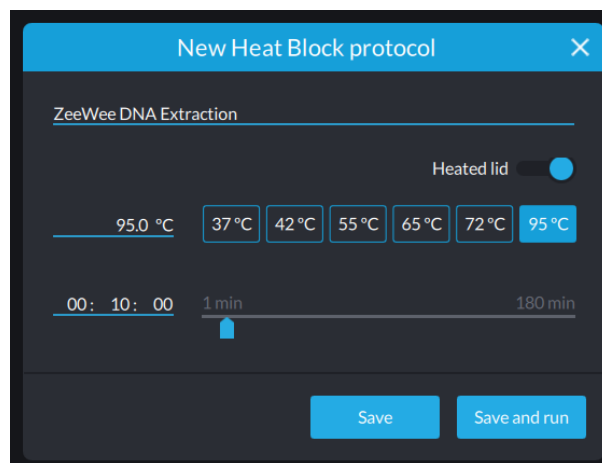 New Heat Block protocol
ZeeWee DNA Extraction
Heated lid
95.0 °C 37 °C 42 °C 55 °C 65 °C 72 °C 95 °C
00: 10: 00 1 min 180 min
Save Save and run